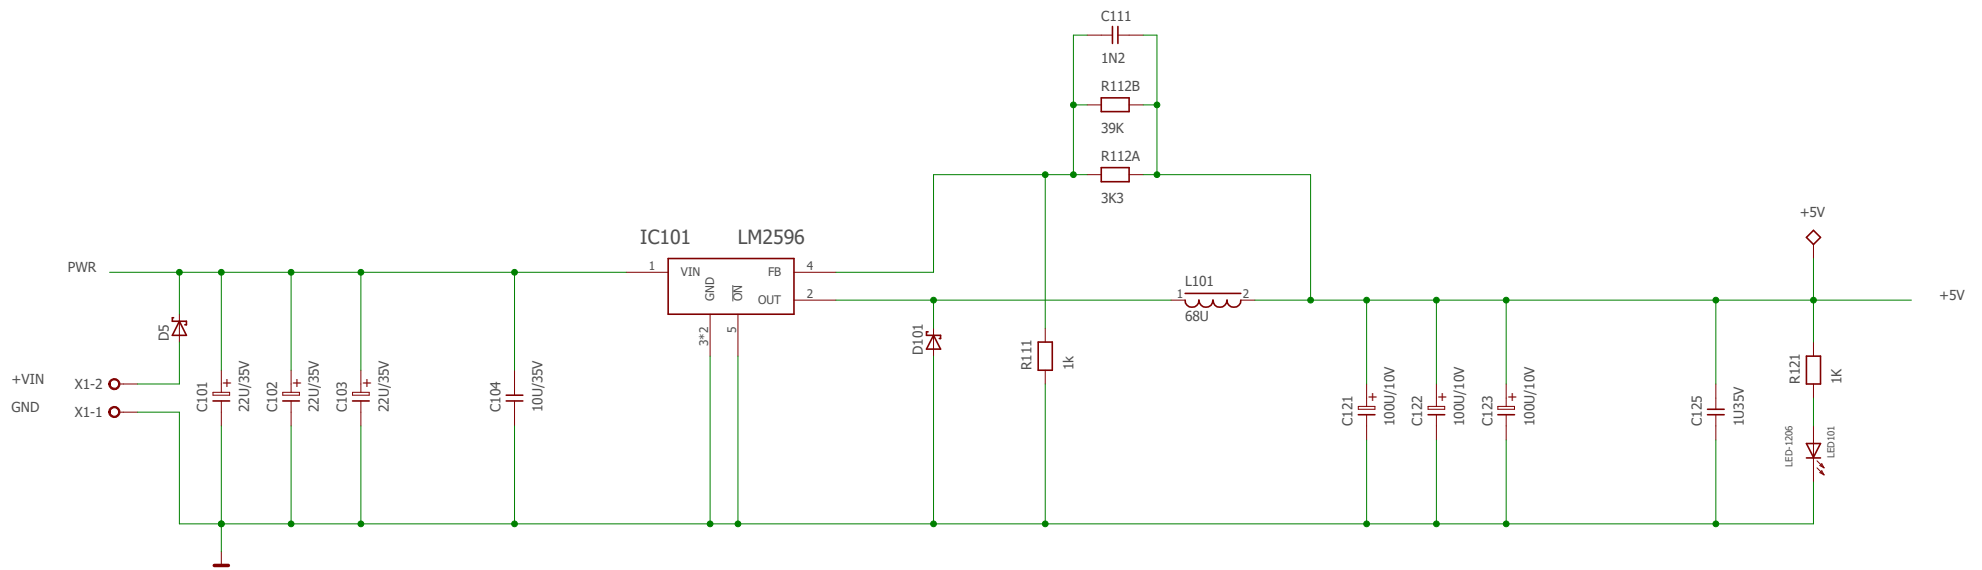 C111
1N2
R112B
39K
R112A
3K3
+5V
IC101
LM2596
PWR
1
VIN
GND
ON
FB
OUT
4
2
3*2
5
L101
1
2
68U
+5V
D5
D101
R111
1k
+VIN
X1-2
GND
X1-1
C101
22U/35V
C102
22U/35V
C103
22U/35V
C104
10U/35V
C121
100U/10V
C122
100U/10V
C123
100U/10V
C125
1U35V
R121
1K
LED-1206
LED101